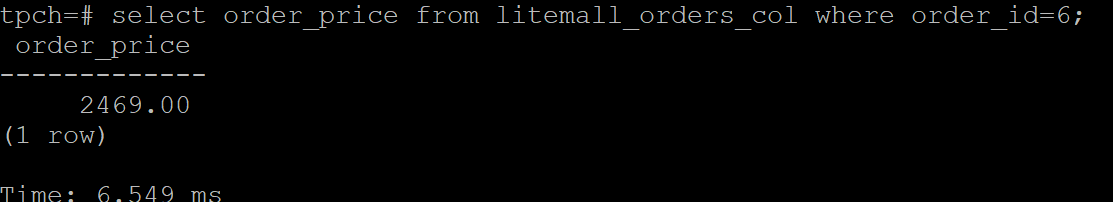 tpch=# select order_price from litemall_orders_col where order_id=6;
 order_price
-------------
     2469.00
(1 row)

Time: 6.549 ms